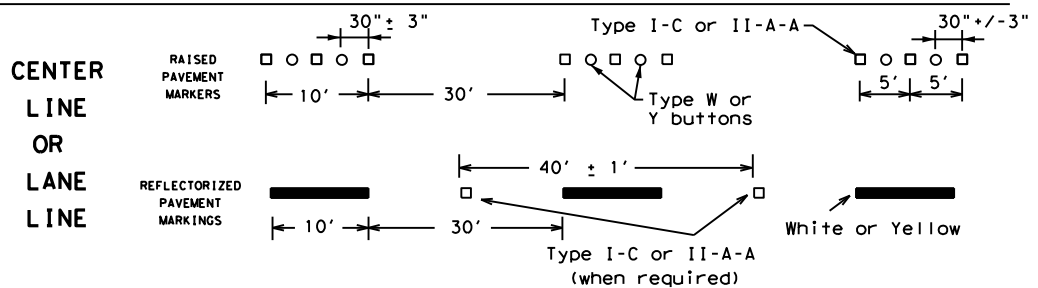 CENTER
LINE
OR
LANE
LINE
RAISED
PAVEMENT
MARKERS
30" ± 3"
10'
30'
Type I-C or II-A-A
Type W or
Y buttons
30"+/-3"
5'
5'
REFLECTORIZED
PAVEMENT
MARKINGS
40' ± 1'
10'
30'
Type I-C or II-A-A
(when required)
White or Yellow